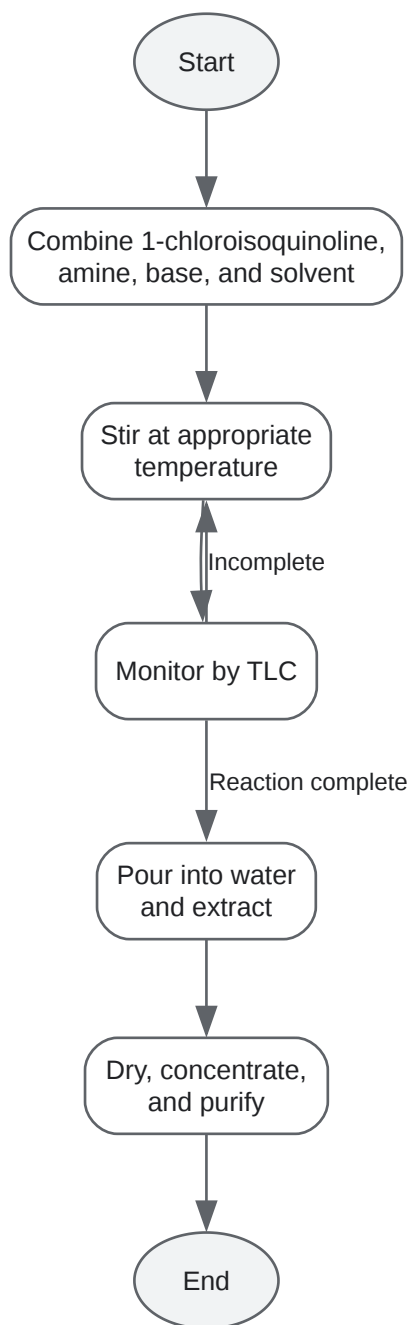 Start
Combine 1-chloroisoquinoline,
amine, base, and solvent
Stir at appropriate
temperature
Incomplete
Monitor by TLC
Reaction complete
Pour into water
and extract
Dry, concentrate,
and purify
End